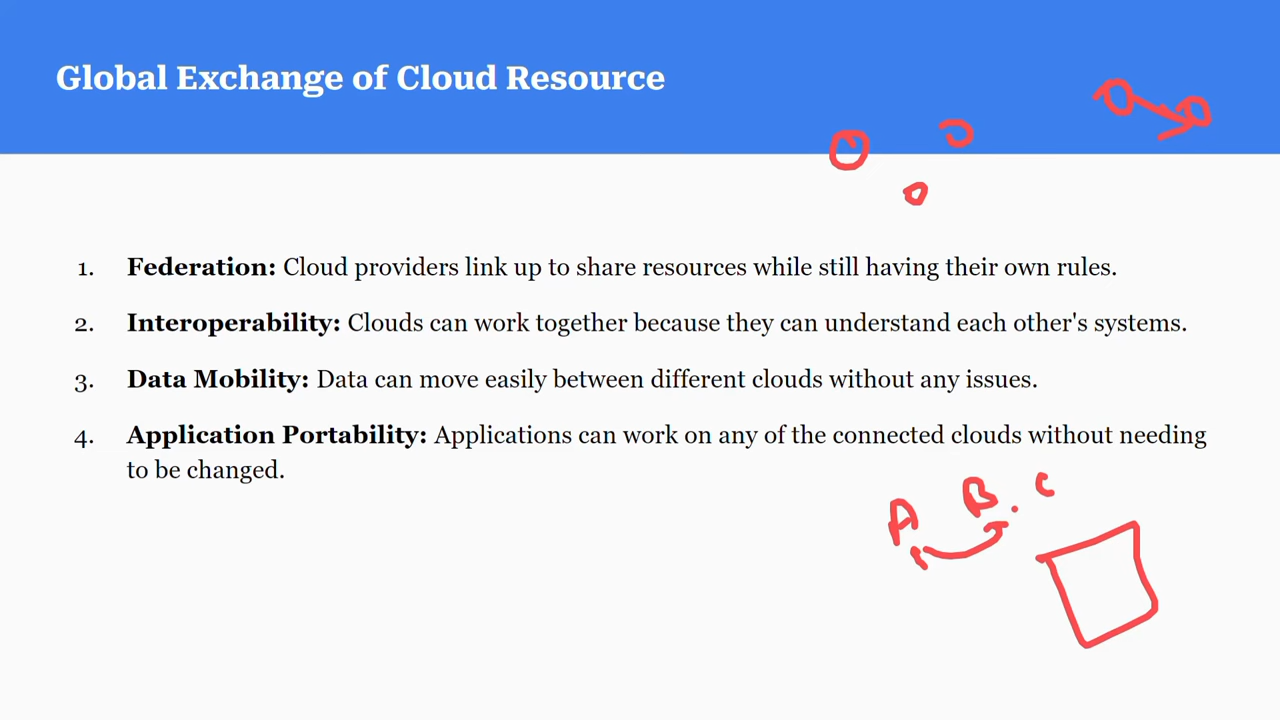 Global Exchange of Cloud Resource
1. Federation: Cloud providers link up to share resources while still having their own rules.
2. Interoperability: Clouds can work together because they can understand each other's systems.
3. Data Mobility: Data can move easily between different clouds without any issues.
4. Application Portability: Applications can work on any of the connected clouds without needing
to be changed.
A B. C